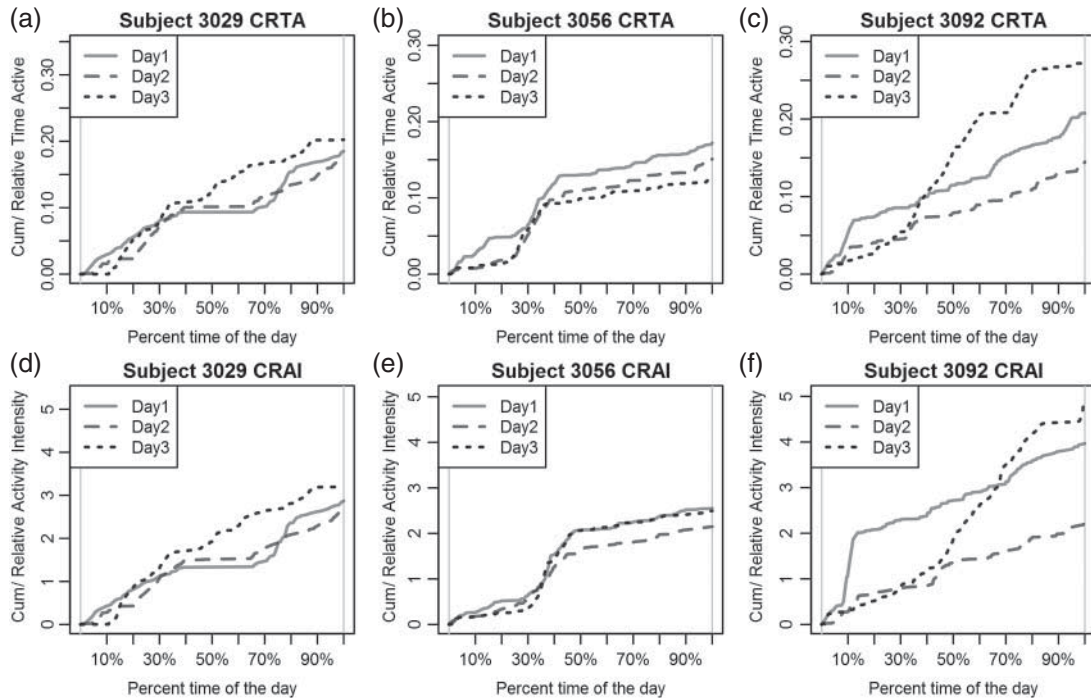 (a)
Subject 3029 CRTA
Cum/ Relative Time Active
0.00 0.10 0.20 0.30
Day1
Day2
Day3
10% 30% 50% 70% 90%
Percent time of the day
(b)
Subject 3056 CRTA
Cum/ Relative Time Active
0.00 0.10 0.20 0.30
Day1
Day2
Day3
10% 30% 50% 70% 90%
Percent time of the day
(c)
Subject 3092 CRTA
Cum/ Relative Time Active
0.00 0.10 0.20 0.30
Day1
Day2
Day3
10% 30% 50% 70% 90%
Percent time of the day
(d)
Subject 3029 CRAI
Cum/ Relative Activity Intensity
0 1 2 3 4 5
Day1
Day2
Day3
10% 30% 50% 70% 90%
Percent time of the day
(e)
Subject 3056 CRAI
Cum/ Relative Activity Intensity
0 1 2 3 4 5
Day1
Day2
Day3
10% 30% 50% 70% 90%
Percent time of the day
(f)
Subject 3092 CRAI
Cum/ Relative Activity Intensity
0 1 2 3 4 5
Day1
Day2
Day3
10% 30% 50% 70% 90%
Percent time of the day